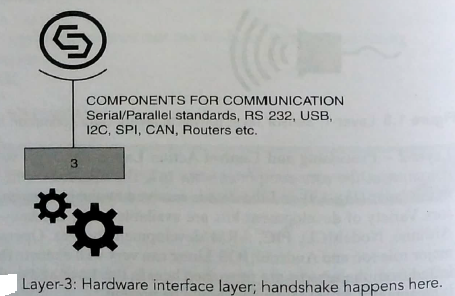 COMPONENTS FOR COMMUNICATION
Serial/Parallel standards, RS 232, USB,
I2C, SPI, CAN, Routers etc.
3
Layer-3: Hardware interface layer; handshake happens here.